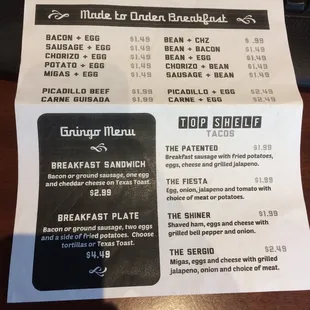 Made to Order Breakfast
BACON + EGG $1.49
SAUSAGE + EGG $1.49
CHORIZO + EGG $1.49
POTATO + EGG $1.49
MIGAS + EGG $1.49
PICADILLO BEEF $1.99
CARNE GUISADA $1.99
BEAN + CHZ $ .99
BEAN + BACON $1.49
BEAN + EGG $1.49
CHORIZO + BEAN $1.49
SAUSAGE + BEAN $1.49
PICADILLO + EGG $2.49
CARNE + EGG $2.49
Gringo Menu
BREAKFAST SANDWICH
Bacon or ground sausage, one egg
and cheddar cheese on Texas Toast.
$2.99
BREAKFAST PLATE
Bacon or ground sausage, two eggs
and a side of fried potatoes. Choose
tortillas or Texas Toast.
$4.49
TOP SHELF
TACOS
THE PATENTED $1.99
Breakfast sausage with fried potatoes,
eggs, cheese and grilled jalapeno.
THE FIESTA $1.99
Egg, onion, jalapeno and tomato with
choice of meat or potatoes.
THE SHINER $1.99
Shaved ham, eggs and cheese with
grilled bell pepper and onion.
THE SERGIO $2.49
Migas, eggs and cheese with grilled
jalapeno, onion and choice of meat.